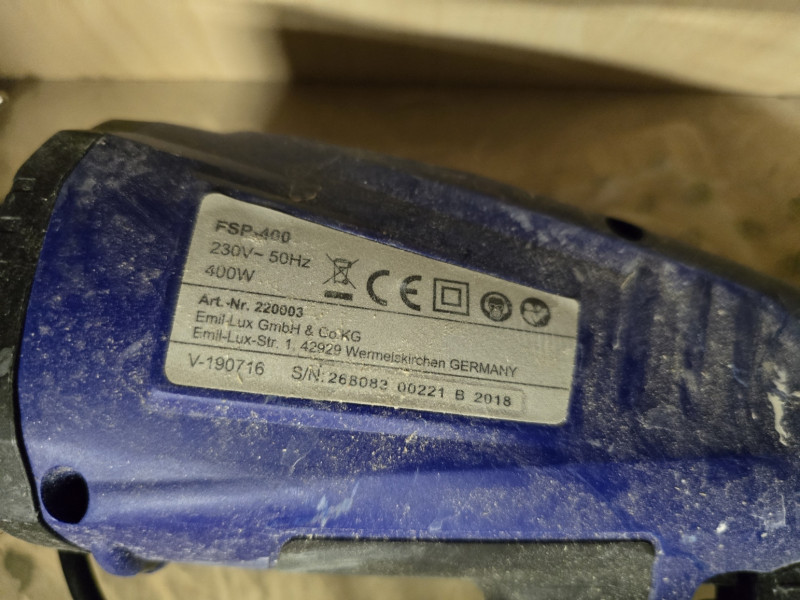 FSP-400
230V~ 50Hz
400W
CE
Art.-Nr. 220003
Emil-Lux GmbH & Co.KG
Emil-Lux-Str. 1, 42929 Wermelskirchen GERMANY
V-190716 S/N: 268083 00221 B 2018